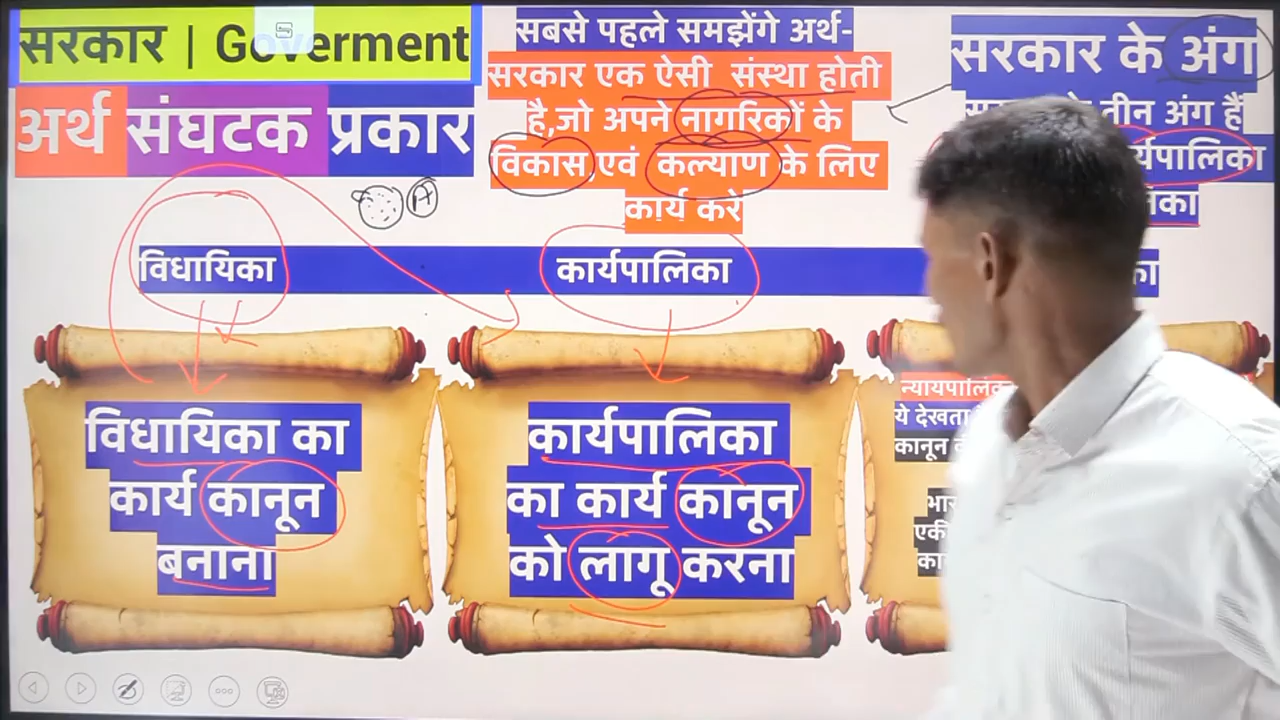 सरकार | Goverment
अर्थ संघटक प्रकार
सबसे पहले समझेंगे अर्थ-
सरकार एक ऐसी संस्था होती
है,जो अपने नागरिकों के
विकास एवं कल्याण के लिए
कार्य करे
सरकार के अंग
तीन अंग हैं
विधायिका
कार्यपालिका
विधायिका का
कार्य कानून
बनाना
कार्यपालिका
का कार्य कानून
को लागू करना
ये देखता
कानून